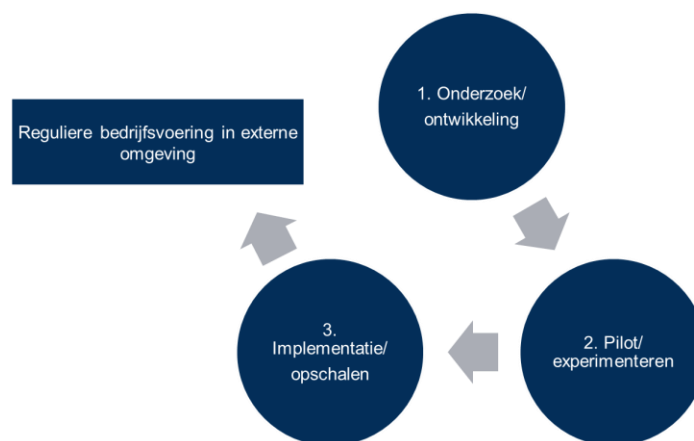 1. Onderzoek/
ontwikkeling
2. Pilot/
experimenteren
3.
Implementatie/
opschalen
Reguliere bedrijfsvoering in externe
omgeving